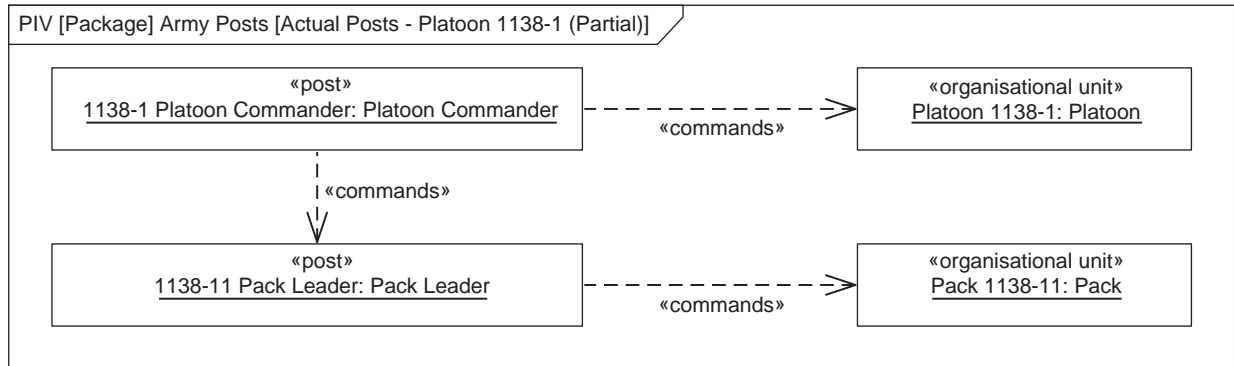 PIV [Package] Army Posts [Actual Posts - Platoon 1138-1 (Partial)]
«post»
1138-1 Platoon Commander: Platoon Commander
«commands»
«organisational unit»
Platoon 1138-1: Platoon
«commands»
«post»
1138-11 Pack Leader: Pack Leader
«commands»
«organisational unit»
Pack 1138-11: Pack